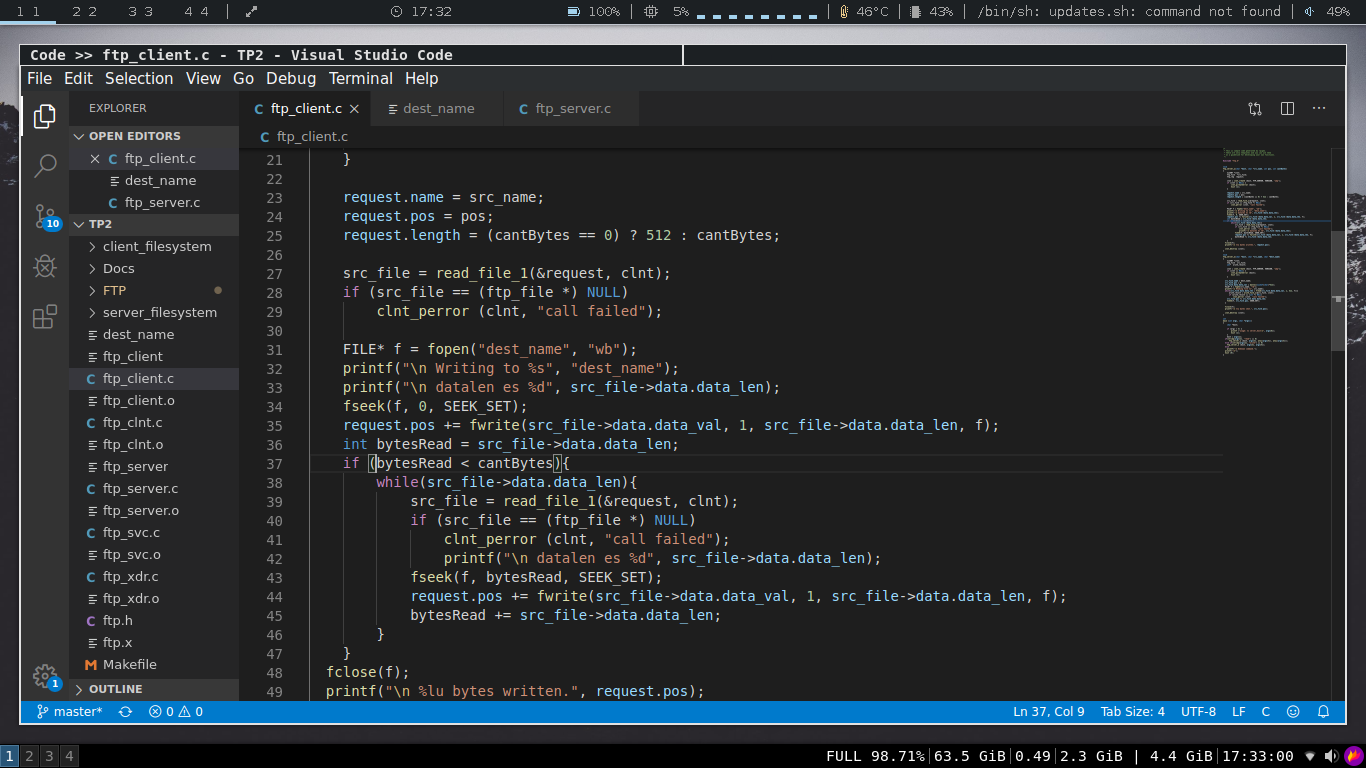 1 1 2 2 3 3 4 4 17:32 100% 5% 46°C 43% /bin/sh: updates.sh: command not found 49%
Code >> ftp_client.c - TP2 - Visual Studio Code
File Edit Selection View Go Debug Terminal Help
EXPLORER
OPEN EDITORS
ftp_client.c
dest_name
ftp_server.c
TP2
client_filesystem
Docs
FTP
server_filesystem
dest_name
ftp_client
ftp_client.c
ftp_client.o
ftp_clnt.c
ftp_clnt.o
ftp_server
ftp_server.c
ftp_server.o
ftp_svc.c
ftp_svc.o
ftp_xdr.c
ftp_xdr.o
ftp.h
ftp.x
Makefile
OUTLINE
10
1
C ftp_client.c dest_name C ftp_server.c
C ftp_client.c
21 }
22
23 request.name = src_name;
24 request.pos = pos;
25 request.length = (cantBytes == 0) ? 512 : cantBytes;
26
27 src_file = read_file_1(&request, clnt);
28 if (src_file == (ftp_file *) NULL)
29 clnt_perror (clnt, "call failed");
30
31 FILE* f = fopen("dest_name", "wb");
32 printf("\n Writing to %s", "dest_name");
33 printf("\n datalen es %d", src_file->data.data_len);
34 fseek(f, 0, SEEK_SET);
35 request.pos += fwrite(src_file->data.data_val, 1, src_file->data.data_len, f);
36 int bytesRead = src_file->data.data_len;
37 if (bytesRead < cantBytes){
38 while(src_file->data.data_len){
39 src_file = read_file_1(&request, clnt);
40 if (src_file == (ftp_file *) NULL)
41 clnt_perror (clnt, "call failed");
42 printf("\n datalen es %d", src_file->data.data_len);
43 fseek(f, bytesRead, SEEK_SET);
44 request.pos += fwrite(src_file->data.data_val, 1, src_file->data.data_len, f);
45 bytesRead += src_file->data.data_len;
46 }
47 }
48 fclose(f);
49 printf("\n %lu bytes written.", request.pos);
master* 0 0 Ln 37, Col 9 Tab Size: 4 UTF-8 LF C
1 2 3 4 FULL 98.71%|63.5 GiB|0.49|2.3 GiB | 4.4 GiB|17:33:00